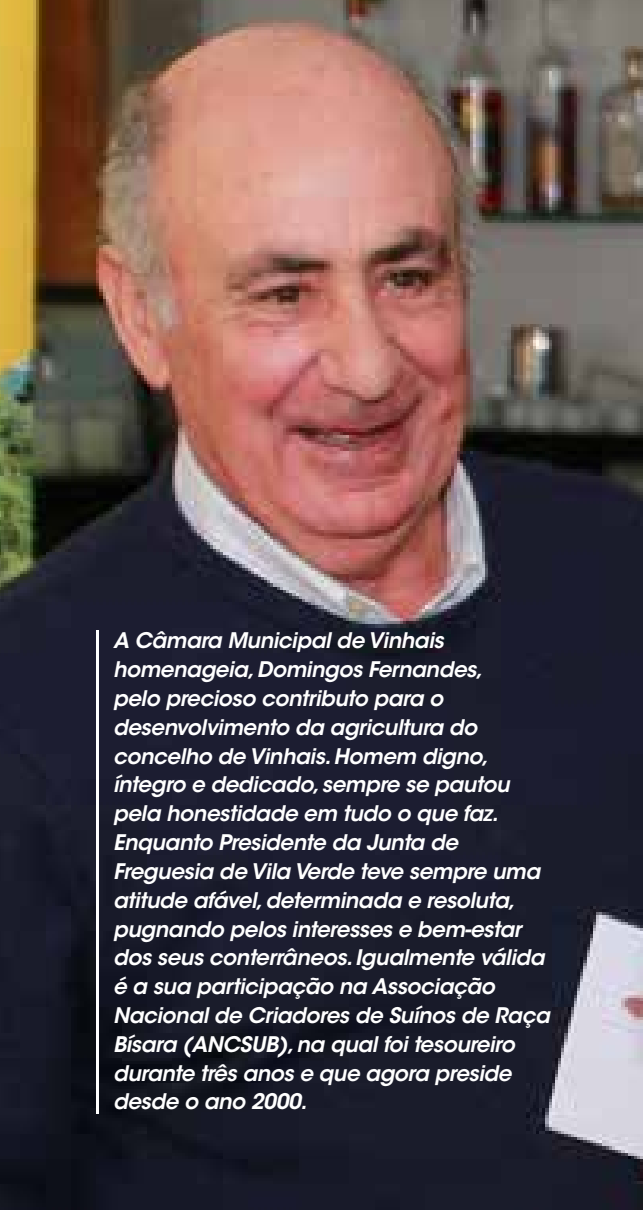 A Câmara Municipal de Vinhais
homenageia, Domingos Fernandes,
pelo precioso contributo para o
desenvolvimento da agricultura do
concelho de Vinhais. Homem digno,
íntegro e dedicado, sempre se pautou
pela honestidade em tudo o que faz.
Enquanto Presidente da Junta de
Freguesia de Vila Verde teve sempre uma
atitude afável, determinada e resoluta,
pugnando pelos interesses e bem-estar
dos seus conterrâneos. Igualmente válida
é a sua participação na Associação
Nacional de Criadores de Suínos de Raça
Bísara (ANCSUB), na qual foi tesoureiro
durante três anos e que agora preside
desde o ano 2000.